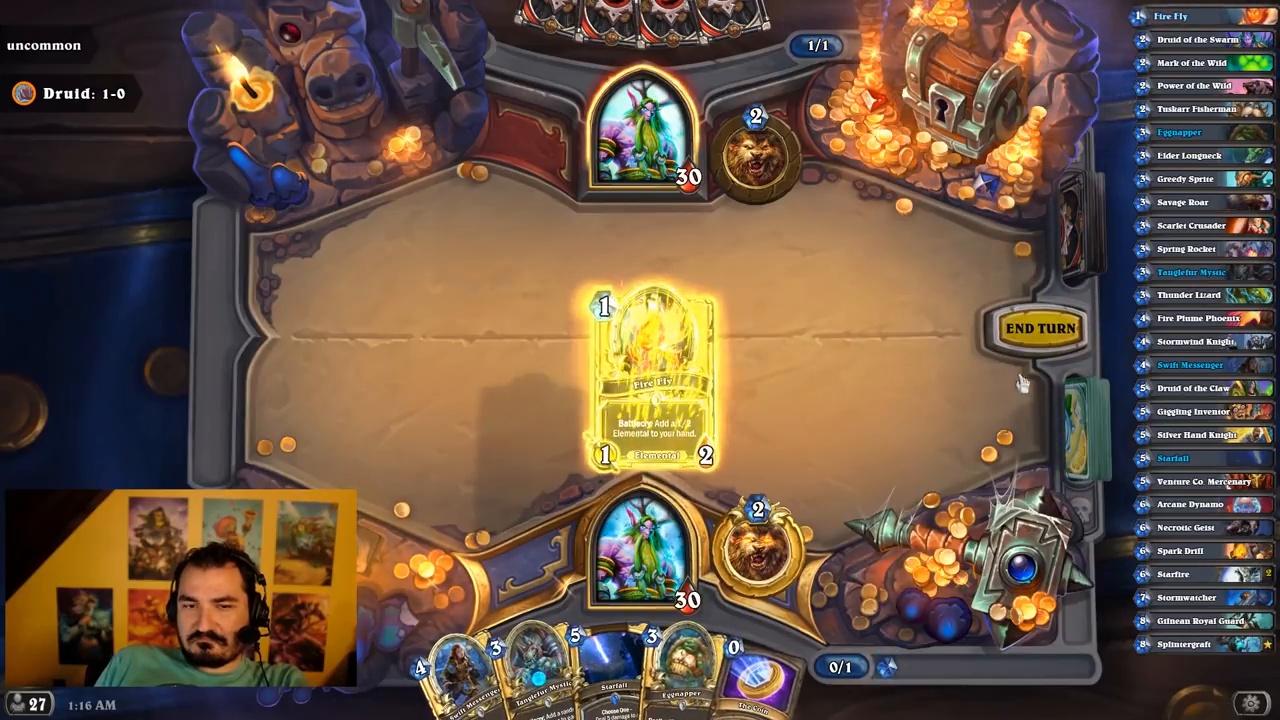 uncommon
Druid: 1-0
1/1
2
30
1
Fire Fly
Battlecry: Add a 1/2
Elemental to your hand.
1
Elemental
2
END TURN
2
30
4
Swift Messenger
3
Tanglefur Mystic
5
Starfall
Choose One -
3
Eggnapper
0
The Coin
0/1
27
1:16 AM
1 Fire Fly
2 Druid of the Swarm
2 Mark of the Wild
2 Power of the Wild
2 Tuskarr Fisherman
3 Eggnapper
3 Elder Longneck
3 Greedy Sprite
3 Savage Roar
3 Scarlet Crusader
3 Spring Rocket
3 Tanglefur Mystic
3 Thunder Lizard
4 Fire Plume Phoenix
4 Stormwind Knight
4 Swift Messenger
5 Druid of the Claw
5 Giggling Inventor
5 Silver Hand Knight
5 Starfall
5 Venture Co. Mercenary
6 Arcane Dynamo
6 Necrotic Geist
6 Spark Drill
6 Starfire 2
7 Stormwatcher
8 Gilnean Royal Guard
8 Splintergraft